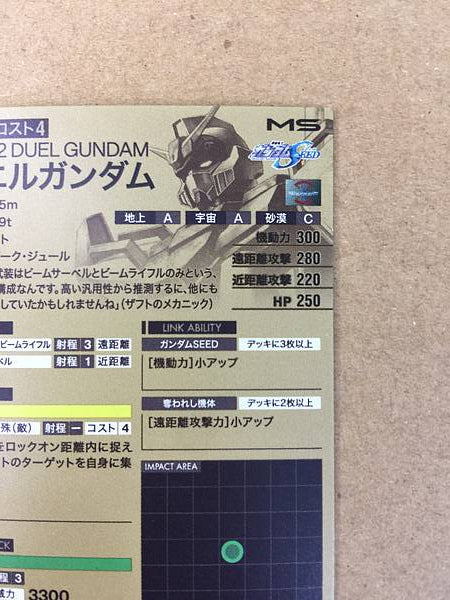 コスト4
MS
2 DUEL GUNDAM
SEED
エルガンダム
5m
9t
地上 A 宇宙 A 砂漠 C
機動力 300
ーク・ジュール
遠距離攻撃 280
武装はビームサーベルとビームライフルのみという、
構成なんです。高い汎用性から推測するに、他にも
近距離攻撃 220
していたかもしれませんね」(ザフトのメカニック)
HP 250
LINK ABILITY
ビームライフル 射程 3 遠距離
ガンダムSEED デッキに3枚以上
ベル 射程 1 近距離
[機動力]小アップ
奪われし機体 デッキに2枚以上
殊(敵) 射程 ー コスト 4
[遠距離攻撃力]小アップ
をロックオン距離内に捉え
トのターゲットを自身に集
IMPACT AREA
CK
程 3
威力 3300